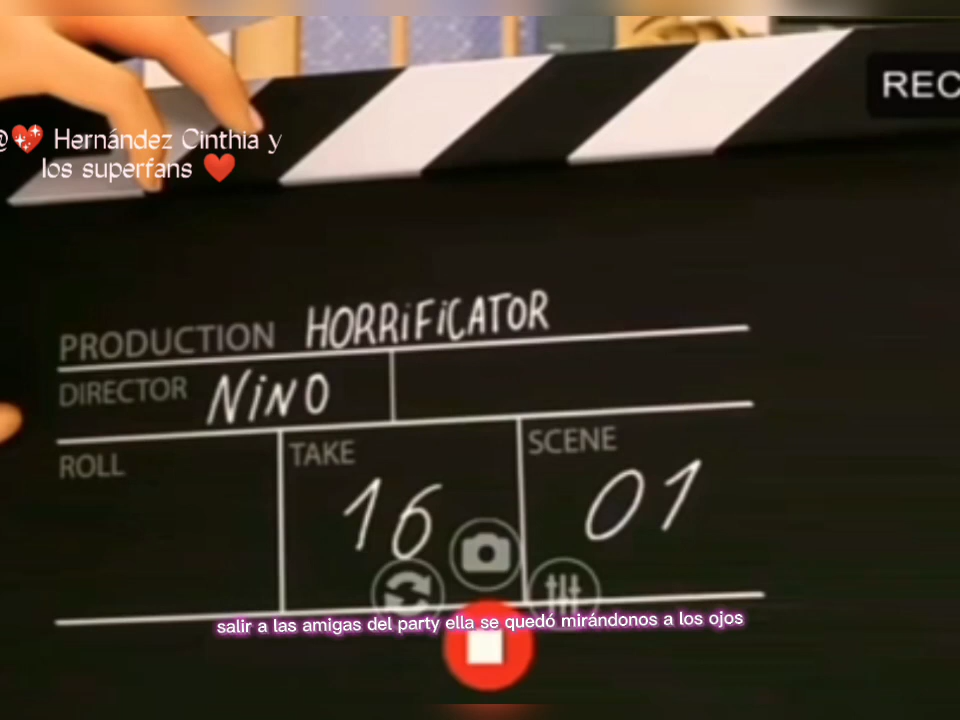 REC
@💖 Hernández Cinthia y
los superfans ❤️
PRODUCTION HORRiFiCATOR
DIRECTOR NiNO
ROLL TAKE SCENE
16 01
salir a las amigas del party ella se quedó mirándonos a los ojos